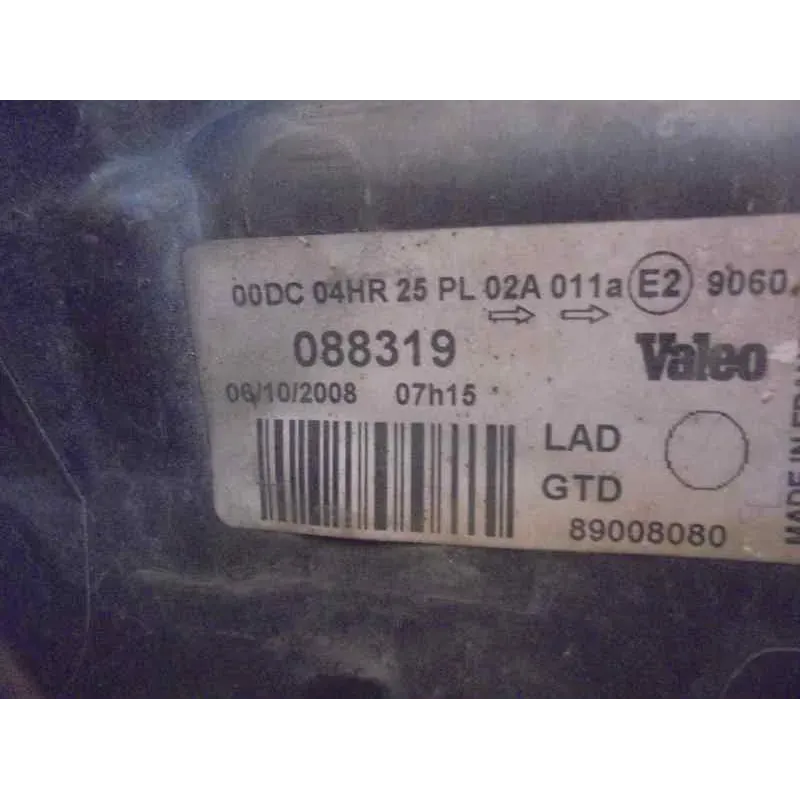 00DC 04HR 25 PL 02A 011a E2 9060
088319
Valeo
06/10/2008 07h15
LAD
GTD
89008080
MADE IN